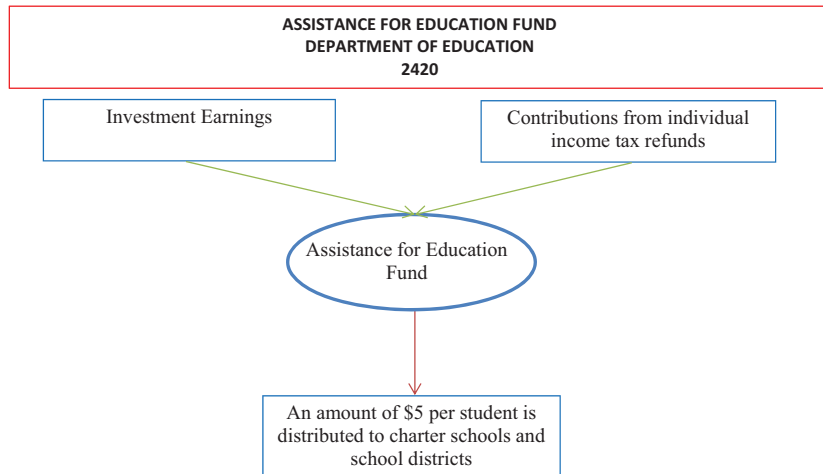 ASSISTANCE FOR EDUCATION FUND
DEPARTMENT OF EDUCATION
2420
Investment Earnings
Contributions from individual
income tax refunds
Assistance for Education
Fund
An amount of $5 per student is
distributed to charter schools and
school districts